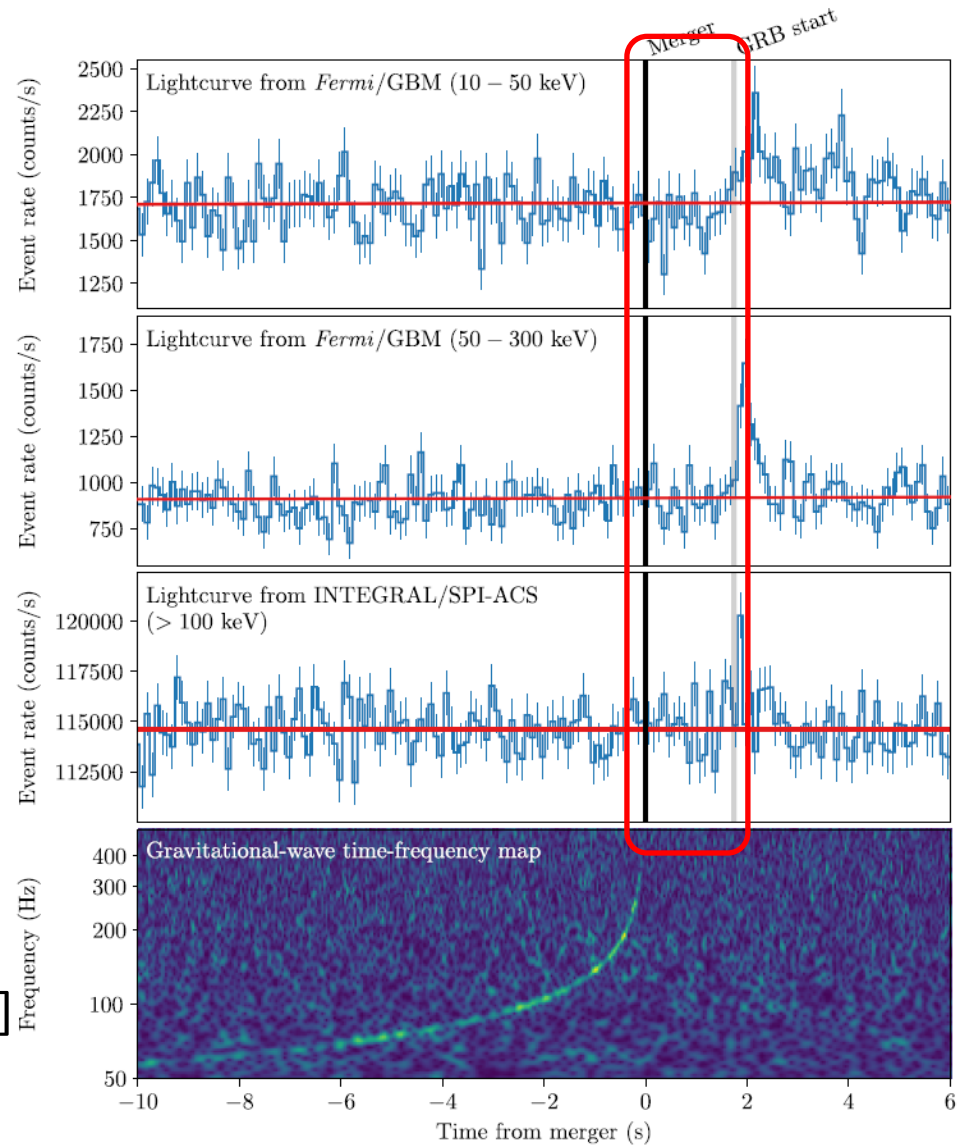 Merger
GRB start
Lightcurve from Fermi/GBM (10 − 50 keV)
Event rate (counts/s)
2500
2250
2000
1750
1500
1250
Lightcurve from Fermi/GBM (50 − 300 keV)
Event rate (counts/s)
1750
1500
1250
1000
750
Lightcurve from INTEGRAL/SPI-ACS
(> 100 keV)
Event rate (counts/s)
120000
117500
115000
112500
Gravitational-wave time-frequency map
Frequency (Hz)
400
300
200
100
50
]
−10 −8 −6 −4 −2 0 2 4 6
Time from merger (s)